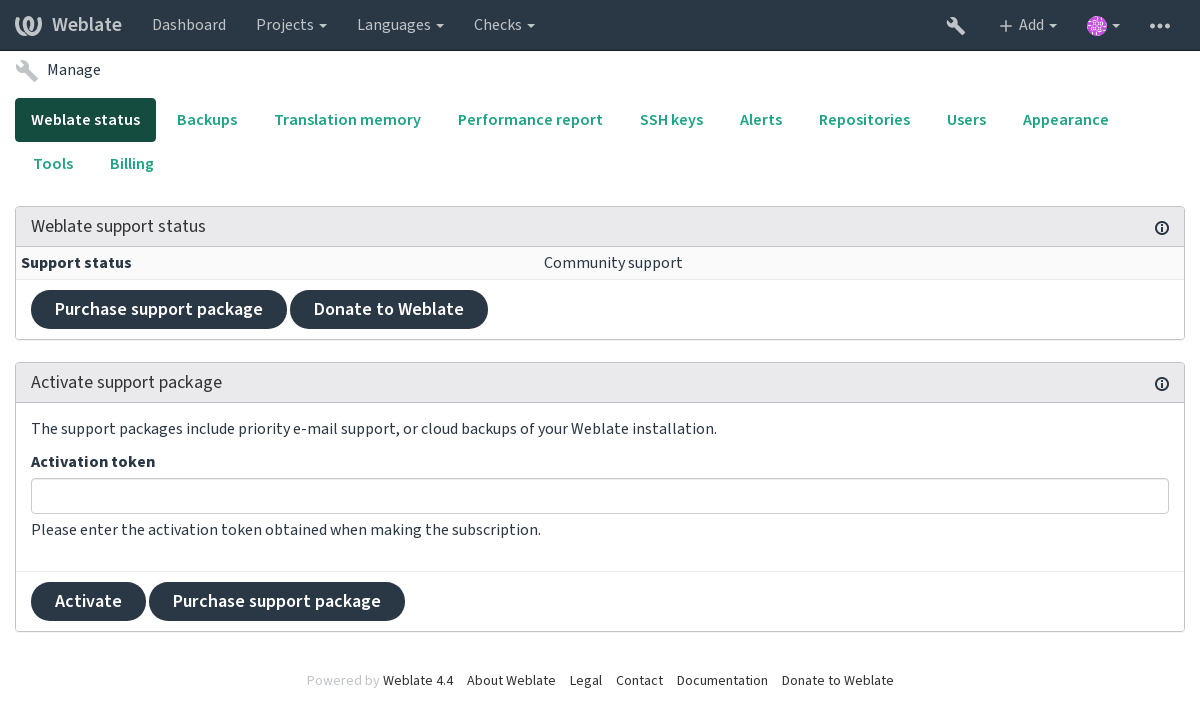 Weblate Dashboard Projects Languages Checks Add
Manage
Weblate status Backups Translation memory Performance report SSH keys Alerts Repositories Users Appearance
Tools Billing
Weblate support status
Support status Community support
Purchase support package Donate to Weblate
Activate support package
The support packages include priority e-mail support, or cloud backups of your Weblate installation.
Activation token
Please enter the activation token obtained when making the subscription.
Activate Purchase support package
Powered by Weblate 4.4 About Weblate Legal Contact Documentation Donate to Weblate